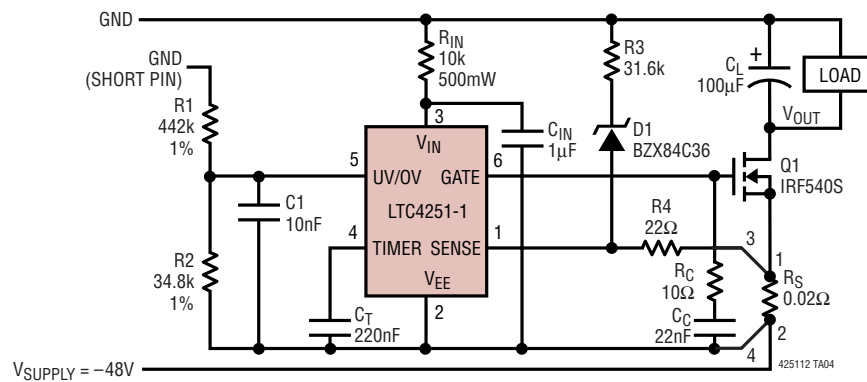 GND
GND
(SHORT PIN)
R1
442k
1%
R2
34.8k
1%
C1
10nF
RIN
10k
500mW
3
VIN
5
UV/OV
GATE
6
LTC4251-1
4
TIMER
SENSE
1
VEE
2
CT
220nF
CIN
1µF
R3
31.6k
D1
BZX84C36
R4
22Ω
RC
10Ω
CC
22nF
+
CL
100µF
LOAD
VOUT
Q1
IRF540S
3
1
RS
0.02Ω
2
4
VSUPPLY = −48V
425112 TA04